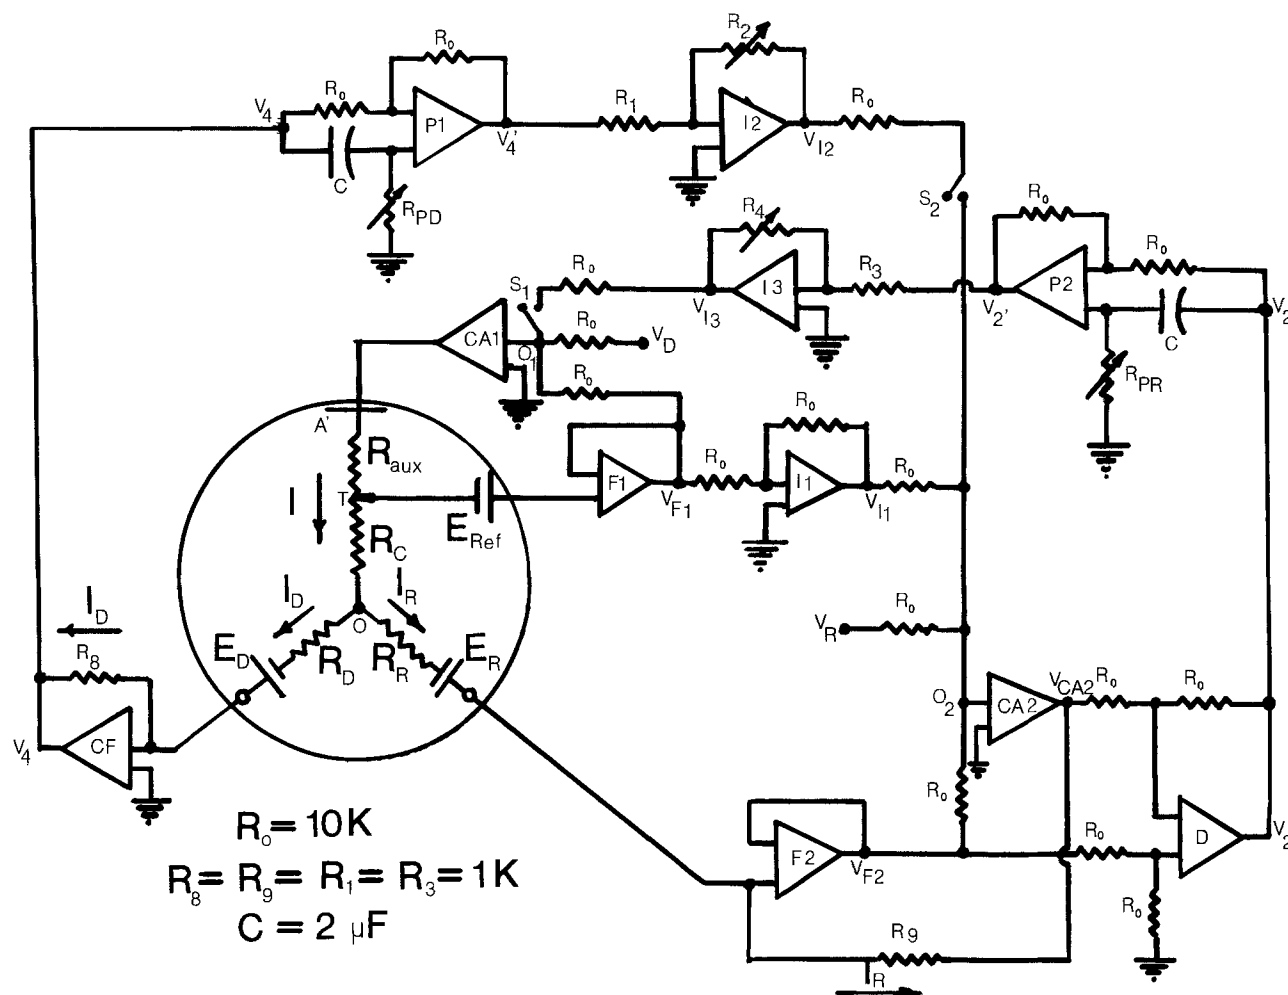 R₀
R₂
V₄
R₀
P1
V₄'
R₁
I2
V_I2
R₀
C
R_PD
S₂
R₄
R₀
R₀
S₁
R₀
I3
V_I3
R₃
V₂'
P2
C
V₂
CA1
O₁
R₀
V_D
R₀
R_PR
A'
R_aux
R₀
F1
V_F1
R₀
I1
V_I1
R₀
I
T
E_Ref
R_C
I_D
I_R
O
V_R
R₀
I_D
R₈
E_D
R_D
R_R
E_R
O₂
CA2
V_CA2
R₀
R₀
V₄
CF
R₀
F2
V_F2
R₀
D
V₂
R₀
R₀ = 10K
R₈ = R₉ = R₁ = R₃ = 1K
C = 2 µF
R₉
I_R